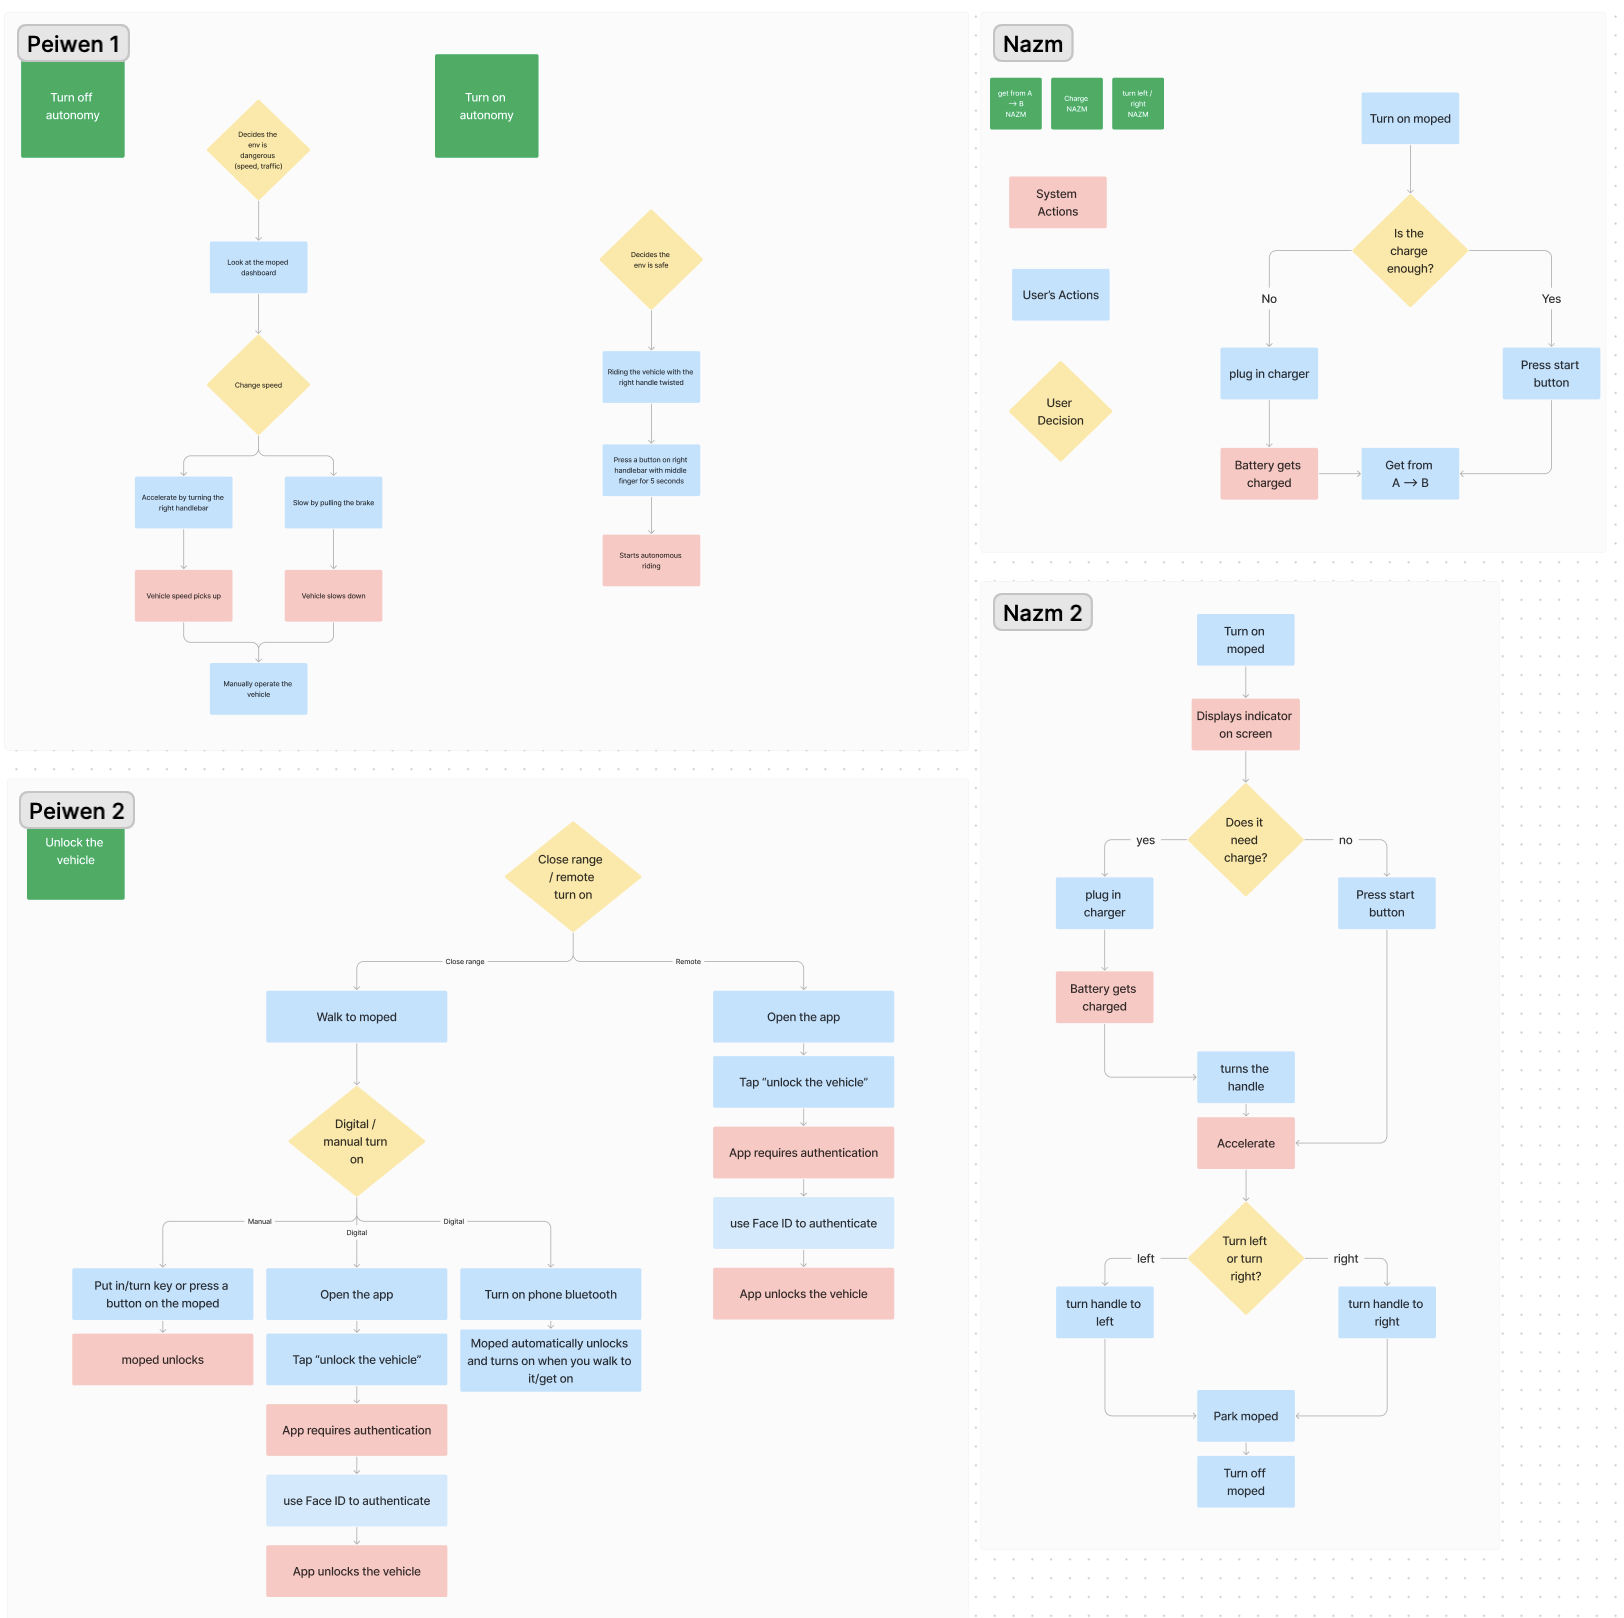 Peiwen 1
Turn off
autonomy
Decides the
env is
dangerous
(speed, traffic)
Look at the moped
dashboard
Change speed
Accelerate by turning the
right handlebar
Slow by pulling the brake
Vehicle speed picks up
Vehicle slows down
Manually operate the
vehicle
Turn on
autonomy
Decides the
env is safe
Riding the vehicle with the
right handle twisted
Press a button on right
handlebar with middle
finger for 5 seconds
Starts autonomous
riding
Nazm
get from A
→ B
NAZM
Charge
NAZM
turn left /
right
NAZM
System
Actions
User's Actions
User
Decision
Turn on moped
Is the
charge
enough?
No
Yes
plug in charger
Press start
button
Battery gets
charged
Get from
A → B
Peiwen 2
Unlock the
vehicle
Close range
/ remote
turn on
Close range
Remote
Walk to moped
Digital /
manual turn
on
Manual
Digital
Digital
Put in/turn key or press a
button on the moped
moped unlocks
Open the app
Tap “unlock the vehicle”
App requires authentication
use Face ID to authenticate
App unlocks the vehicle
Turn on phone bluetooth
Moped automatically unlocks
and turns on when you walk to
it/get on
Open the app
Tap “unlock the vehicle”
App requires authentication
use Face ID to authenticate
App unlocks the vehicle
Nazm 2
Turn on
moped
Displays indicator
on screen
Does it
need
charge?
yes
no
plug in
charger
Press start
button
Battery gets
charged
turns the
handle
Accelerate
Turn left
or turn
right?
left
right
turn handle to
left
turn handle to
right
Park moped
Turn off
moped